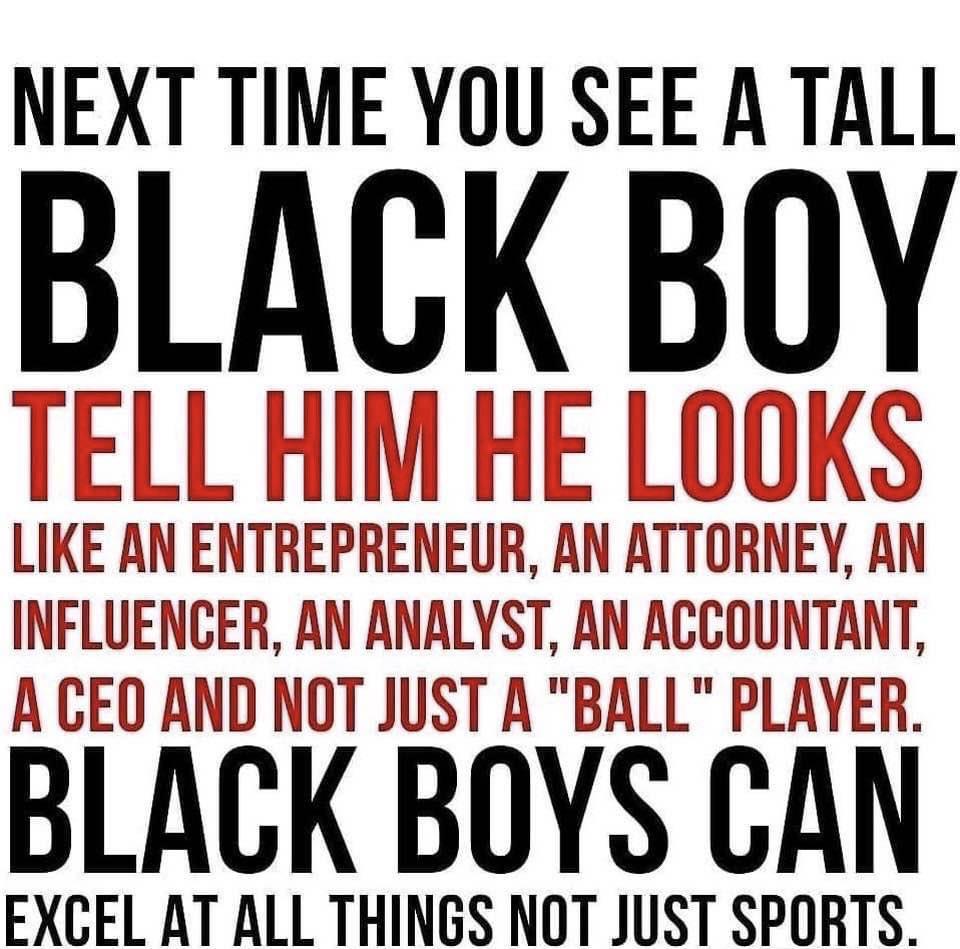 NEXT TIME YOU SEE A TALL
BLACK BOY
TELL HIM HE LOOKS
LIKE AN ENTREPRENEUR, AN ATTORNEY, AN
INFLUENCER, AN ANALYST, AN ACCOUNTANT,
A CEO AND NOT JUST A "BALL" PLAYER.
BLACK BOYS CAN
EXCEL AT ALL THINGS NOT JUST SPORTS.